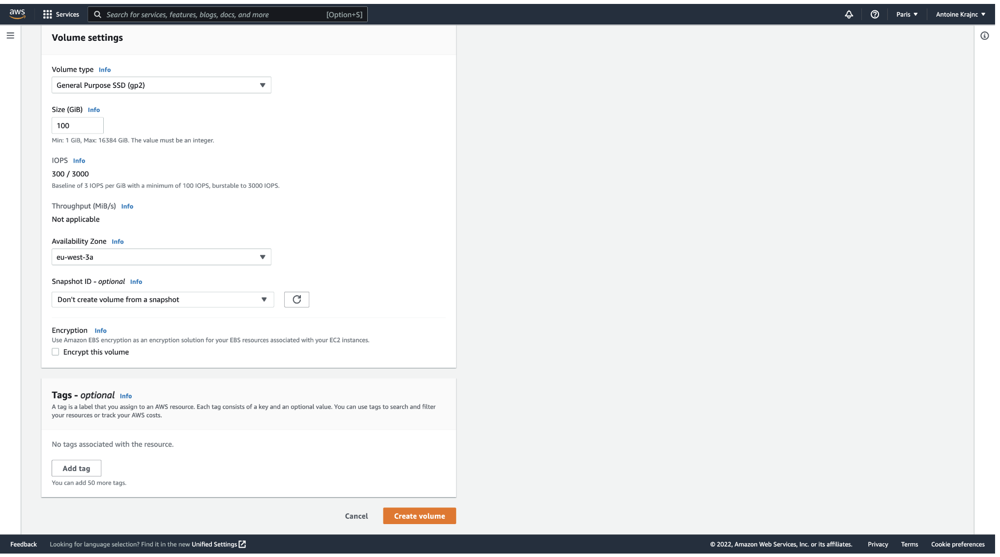 aws Services Search for services, features, blogs, docs, and more [Option+S] Paris Antoine Krajnc
Volume settings
Volume type Info
General Purpose SSD (gp2)
Size (GiB) Info
100
Min: 1 GiB, Max: 16384 GiB. The value must be an integer.
IOPS Info
300 / 3000
Baseline of 3 IOPS per GiB with a minimum of 100 IOPS, burstable to 3000 IOPS.
Throughput (MiB/s) Info
Not applicable
Availability Zone Info
eu-west-3a
Snapshot ID - optional Info
Don't create volume from a snapshot
Encryption Info
Use Amazon EBS encryption as an encryption solution for your EBS resources associated with your EC2 instances.
Encrypt this volume
Tags - optional Info
A tag is a label that you assign to an AWS resource. Each tag consists of a key and an optional value. You can use tags to search and filter
your resources or track your AWS costs.
No tags associated with the resource.
Add tag
You can add 50 more tags.
Cancel Create volume
Feedback Looking for language selection? Find it in the new Unified Settings © 2022, Amazon Web Services, Inc. or its affiliates. Privacy Terms Cookie preferences